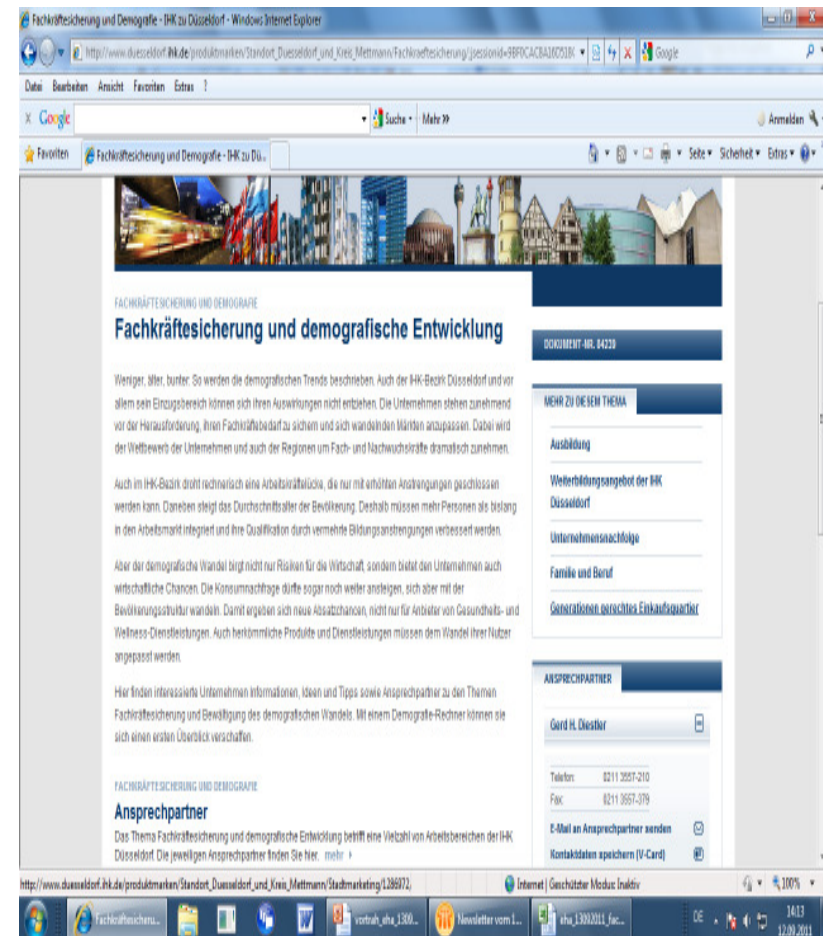 Fachkräftesicherung und Demografie - IHK zu Düsseldorf - Windows Internet Explorer
http://www.duesseldorf.ihk.de/produktmarken/Standort_Duesseldorf_und_Kreis_Mettmann/Fachkraeftesicherung/
Google
Datei Bearbeiten Ansicht Favoriten Extras ?
x Google Suche Mehr >> Anmelden
Favoriten Fachkräftesicherung und Demografie - IHK zu Dü... Seite Sicherheit Extras
FACHKRÄFTESICHERUNG UND DEMOGRAFIE
Fachkräftesicherung und demografische Entwicklung
Weniger, älter, bunter: So werden die demografischen Trends beschrieben. Auch der IHK-Bezirk Düsseldorf und vor
allem sein Einzugsbereich können sich ihren Auswirkungen nicht entziehen. Die Unternehmen stehen zunehmend
vor der Herausforderung, ihren Fachkräftebedarf zu sichern und sich wandelnden Märkten anzupassen. Dabei wird
der Wettbewerb der Unternehmen und auch der Regionen um Fach- und Nachwuchskräfte dramatisch zunehmen.
Auch im IHK-Bezirk droht rechnerisch eine Arbeitskräftelücke, die nur mit erhöhten Anstrengungen geschlossen
werden kann. Daneben steigt das Durchschnittsalter der Bevölkerung. Deshalb müssen mehr Personen als bislang
in den Arbeitsmarkt integriert und ihre Qualifikation durch vermehrte Bildungsanstrengungen verbessert werden.
Aber der demografische Wandel birgt nicht nur Risiken für die Wirtschaft, sondern bietet den Unternehmen auch
wirtschaftliche Chancen. Die Konsumnachfrage dürfte sogar noch weiter ansteigen, sich aber mit der
Bevölkerungsstruktur wandeln. Damit ergeben sich neue Absatzchancen, nicht nur für Anbieter von Gesundheits- und
Wellness-Dienstleistungen. Auch herkömmliche Produkte und Dienstleistungen müssen dem Wandel ihrer Nutzer
angepasst werden.
Hier finden interessierte Unternehmen Informationen, Ideen und Tipps sowie Ansprechpartner zu den Themen
Fachkräftesicherung und Bewältigung des demografischen Wandels. Mit einem Demografie-Rechner können sie
sich einen ersten Überblick verschaffen.
FACHKRÄFTESICHERUNG UND DEMOGRAFIE
Ansprechpartner
Das Thema Fachkräftesicherung und demografische Entwicklung betrifft eine Vielzahl von Arbeitsbereichen der IHK
Düsseldorf. Die jeweiligen Ansprechpartner finden Sie hier. mehr
DOKUMENT-NR. 84239
MEHR ZU DIESEM THEMA
Ausbildung
Weiterbildungsangebot der IHK
Düsseldorf
Unternehmensnachfolge
Familie und Beruf
Generationen gerechtes Einkaufsquartier
ANSPRECHPARTNER
Gerd H. Diestler
Telefon: 0211 3557-210
Fax: 0211 3557-379
E-Mail an Ansprechpartner senden
Kontaktdaten speichern (V-Card)
http://www.duesseldorf.ihk.de/produktmarken/Standort_Duesseldorf_und_Kreis_Mettmann/Stadtmarketing/1286972; Internet | Geschützter Modus: Inaktiv 100%
Fachkräftesicheru... vortrah_eha_1309... Newsletter vom 1... eha_13092011_fac... DE 14:13
12.09.2011